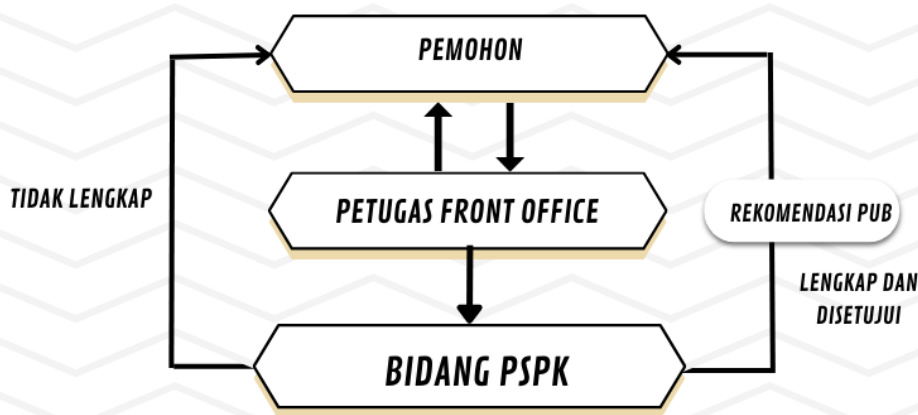 PEMOHON
TIDAK LENGKAP
PETUGAS FRONT OFFICE
REKOMENDASI PUB
LENGKAP DAN
DISETUJUI
BIDANG PSPK